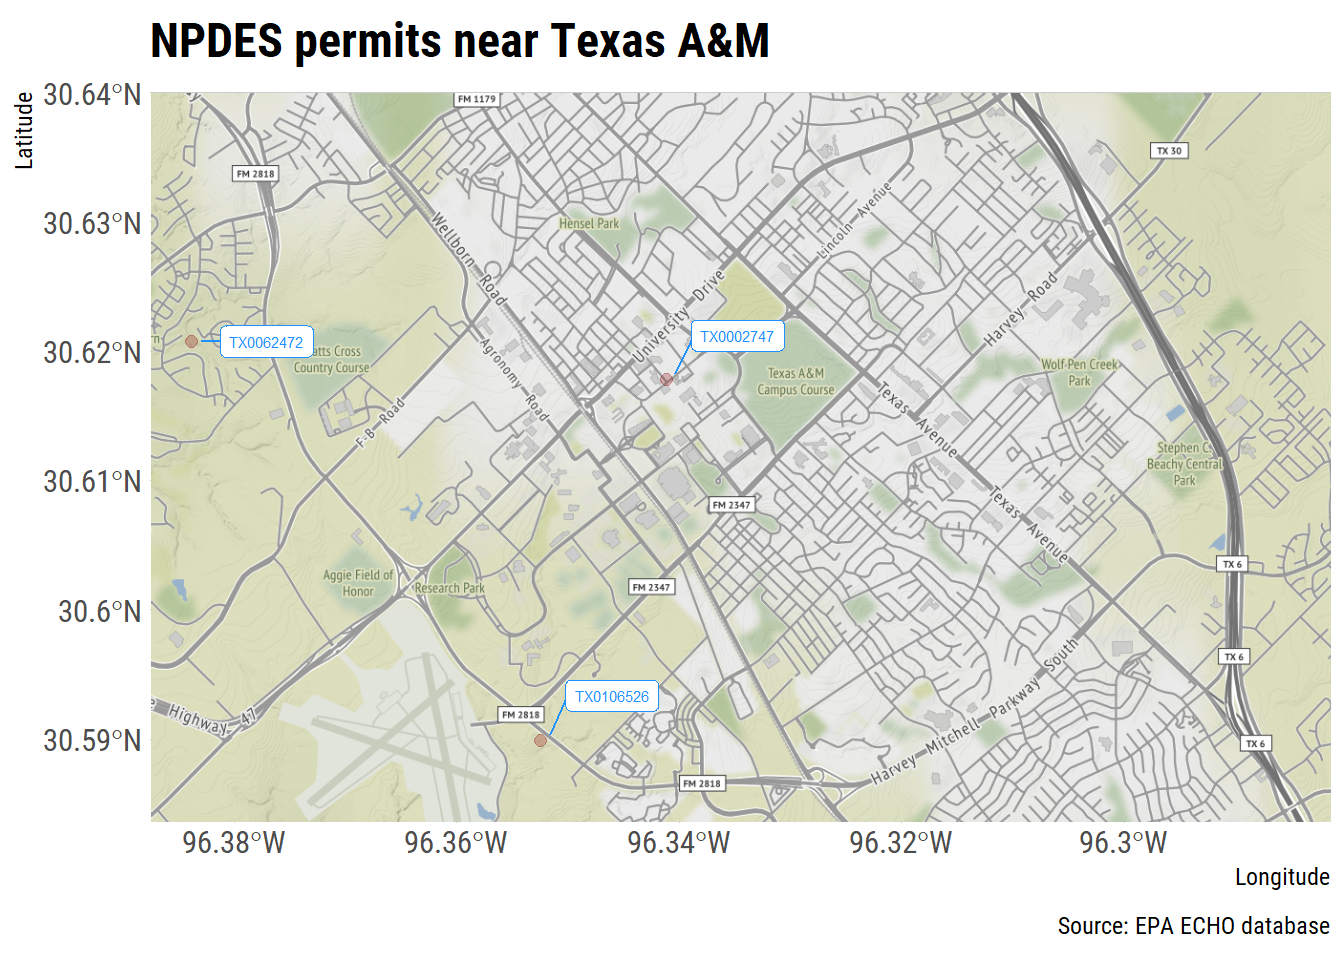 NPDES permits near Texas A&M
Latitude
30.64°N
30.63°N
30.62°N
30.61°N
30.6°N
30.59°N
FM 1179
TX 30
FM 2818
Hensel Park
Lincoln Avenue
Wellborn Road
University Drive
Harvey Road
TX0062472
TX0002747
atts Cross
Country Course
Agronomy Road
Texas A&M
Campus Course
Wolf-Pen Creek
Park
F-B Road
Texas Avenue
Stephen C.
Beachy Central
Park
FM 2347
Texas Avenue
Aggie Field of
Honor
Research Park
FM 2347
TX 6
TX 6
TX0106526
Highway 47
FM 2818
Harvey Mitchell Parkway South
TX 6
FM 2818
96.38°W
96.36°W
96.34°W
96.32°W
96.3°W
Longitude
Source: EPA ECHO database